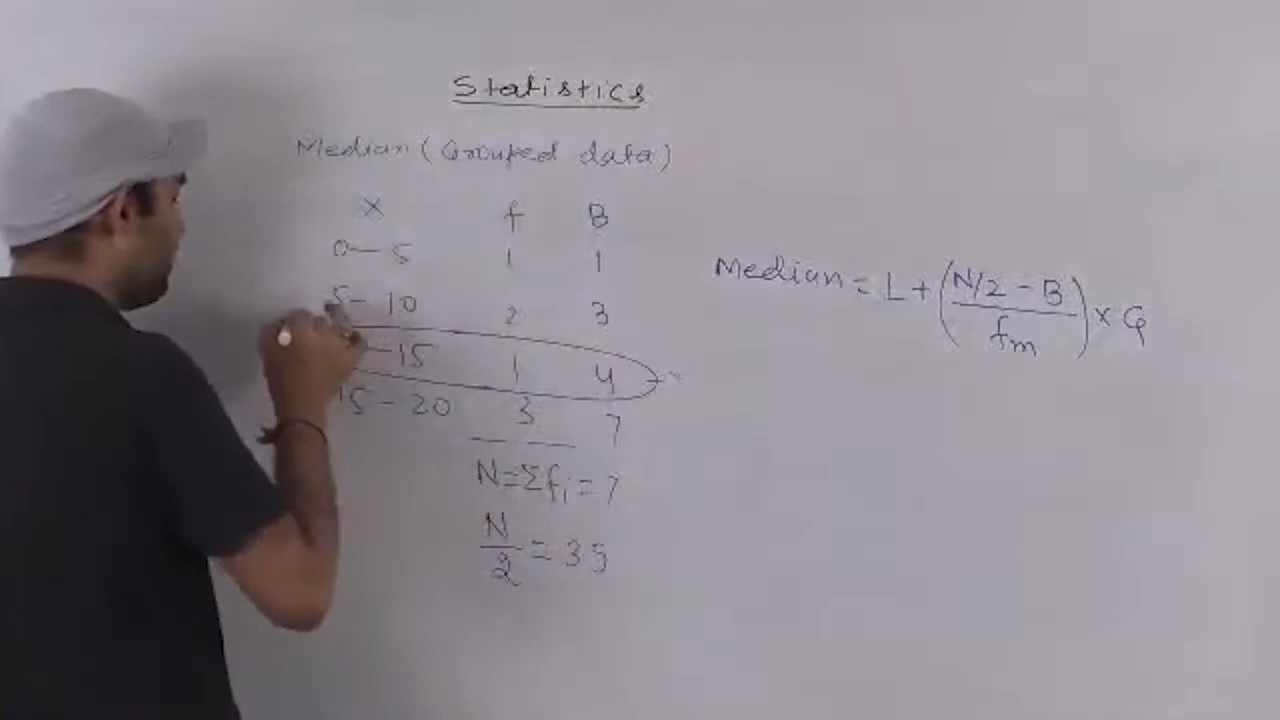 Statistics
Median (Grouped data)
X f B
0-5 1 1
5-10 2 3
-15 1 4
15-20 3 7
N=Σfi=7
N/2 = 35
Median = L + (N/2 - B / fm) × G